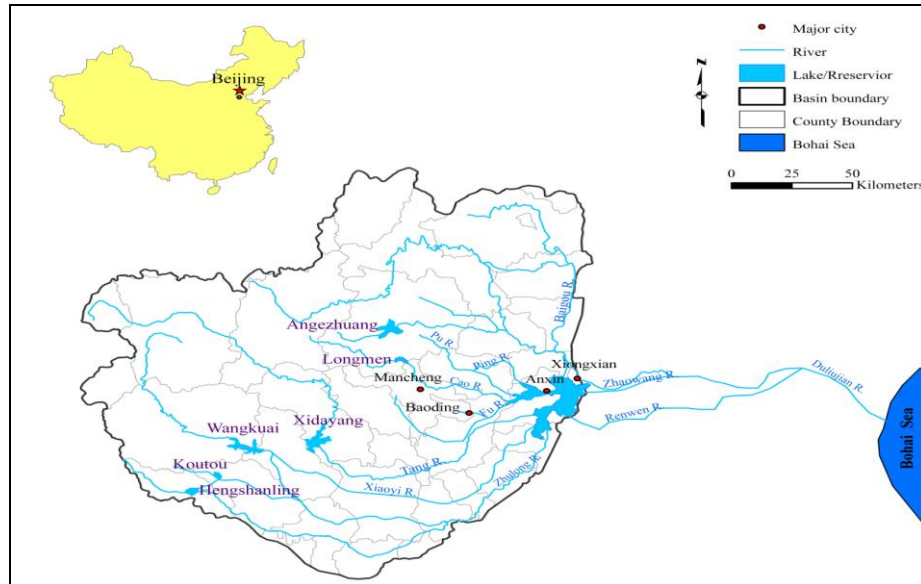 Beijing
Major city
River
Lake/Rreservior
Basin boundary
County Boundary
Bohai Sea
N
0 25 50
Kilometers
Baigou R.
Angezhuang
Pu R.
Longmen
Ping R.
Xiongxian
Mancheng
Cao R.
Anxin
Zhaowang R.
Duliujian R.
Baoding
Fu R.
Renwen R.
Wangkuai
Xidayang
Tang R.
Zhulong R.
Koutou
Xiaoyi R.
Hengshanling
Bohai Sea